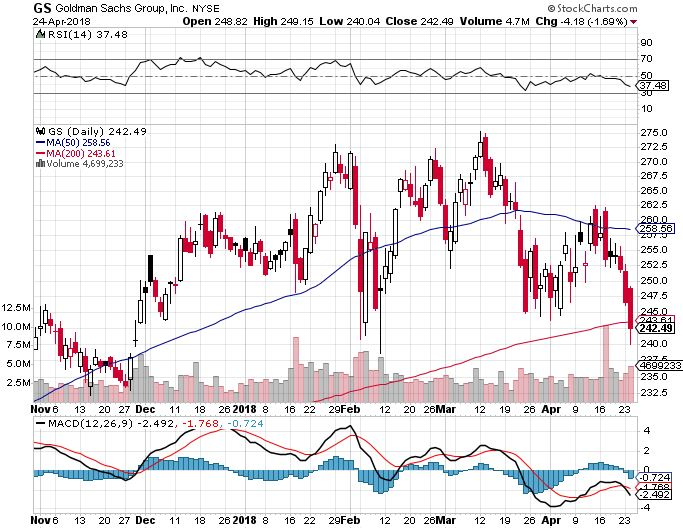 GS Goldman Sachs Group, Inc. NYSE
© StockCharts.com
24-Apr-2018 Open 248.82 High 249.15 Low 240.04 Close 242.49 Volume 4.7M Chg -4.18 (-1.69%)
RSI(14) 37.48
90
70
50
37.48
30
10
GS (Daily) 242.49
MA(50) 258.56
MA(200) 243.61
Volume 4,699,233
275.0
272.5
270.0
267.5
265.0
262.5
260.0
258.56
257.5
255.0
252.5
250.0
247.5
245.0
243.61
242.49
240.0
237.5
4699233
235.0
232.5
12.5M
10.0M
7.5M
5.0M
2.5M
Nov 6 13 20 27 Dec 11 18 2018 8 16 22 Feb 12 20 26 Mar 12 19 26 Apr 9 16 23
MACD(12,26,9) -2.492, -1.768, -0.724
4
2
0
-0.724
-1.768
-2.492
-4
Nov 6 13 20 27 Dec 11 18 2018 8 16 22 Feb 12 20 26 Mar 12 19 26 Apr 9 16 23